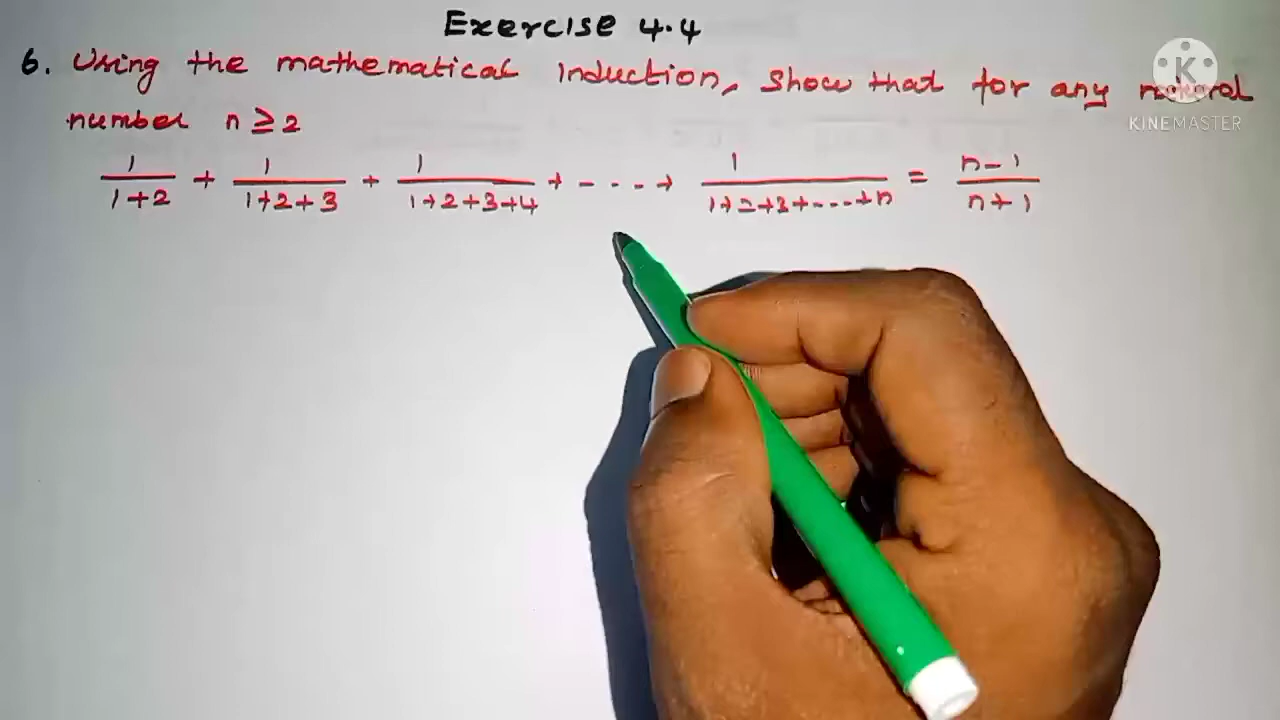 Exercise 4.4
6. Using the mathematical Induction, Show that for any natural
number n ≥ 2
1/(1+2) + 1/(1+2+3) + 1/(1+2+3+4) + - - - - + 1/(1+2+3+---+n) = (n-1)/(n+1)
K
KINEMASTER